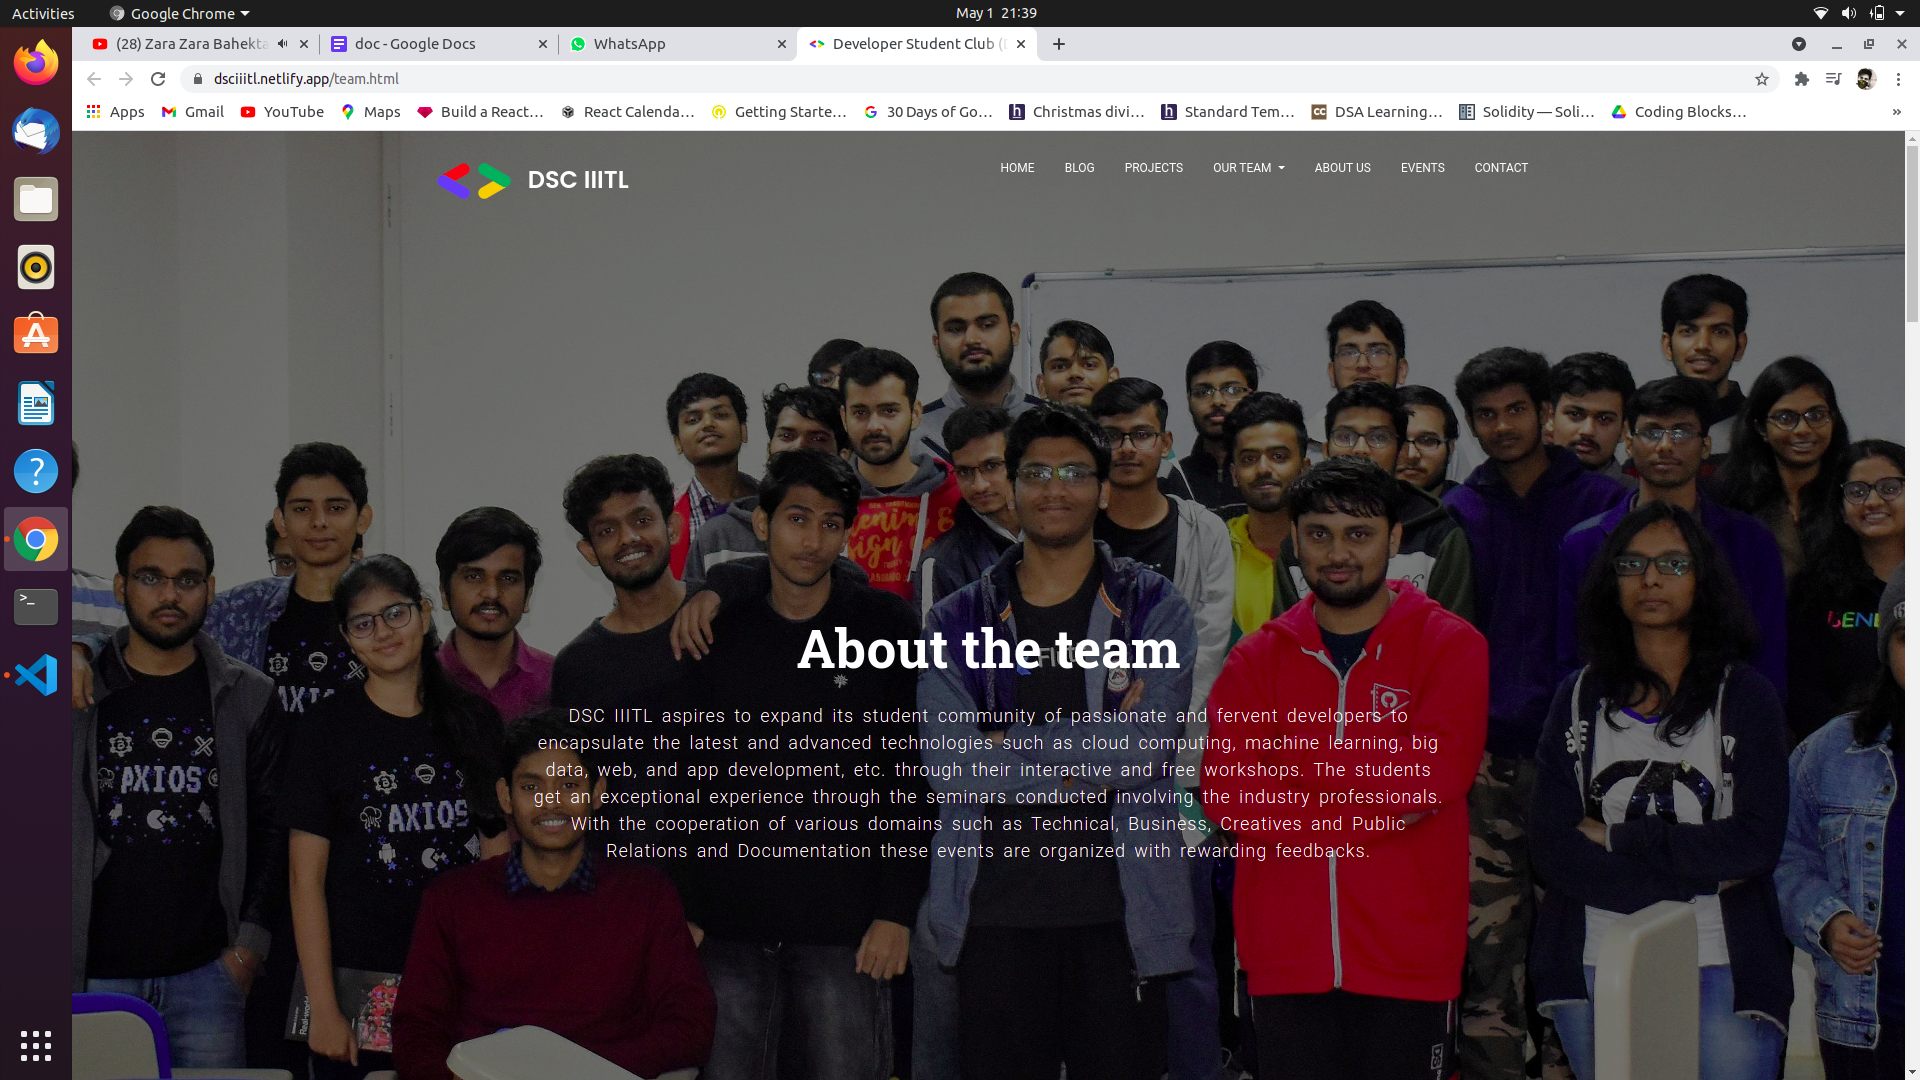 Activities
Google Chrome
May 1 21:39
(28) Zara Zara Bahekta
doc - Google Docs
WhatsApp
Developer Student Club (
dsciiitl.netlify.app/team.html
Apps
Gmail
YouTube
Maps
Build a React…
React Calenda…
Getting Starte…
30 Days of Go…
Christmas divi…
Standard Tem…
DSA Learning…
Solidity — Soli…
Coding Blocks…
»
DSC IIITL
HOME
BLOG
PROJECTS
OUR TEAM
ABOUT US
EVENTS
CONTACT
About the team
DSC IIITL aspires to expand its student community of passionate and fervent developers to
encapsulate the latest and advanced technologies such as cloud computing, machine learning, big
data, web, and app development, etc. through their interactive and free workshops. The students
get an exceptional experience through the seminars conducted involving the industry professionals.
With the cooperation of various domains such as Technical, Business, Creatives and Public
Relations and Documentation these events are organized with rewarding feedbacks.
AXIOS
AXIOS